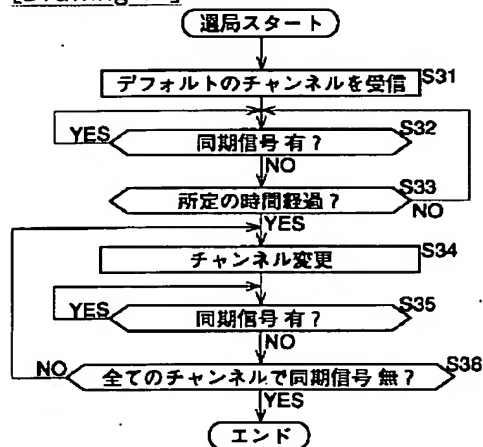 選局スタート
デフォルトのチャンネルを受信 S31
同期信号 有? S32
YES
NO
所定の時間経過? S33
NO
YES
チャンネル変更 S34
同期信号 有? S35
YES
NO
全てのチャンネルで同期信号 無? S36
NO
YES
エンド